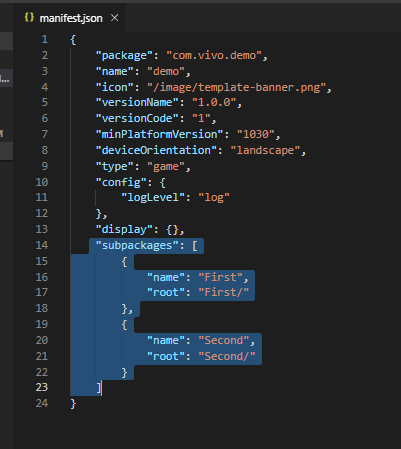 manifest.json
1 {
2 "package": "com.vivo.demo",
3 "name": "demo",
4 "icon": "/image/template-banner.png",
5 "versionName": "1.0.0",
6 "versionCode": "1",
7 "minPlatformVersion": "1030",
8 "deviceOrientation": "landscape",
9 "type": "game",
10 "config": {
11 "logLevel": "log"
12 },
13 "display": {},
14 "subpackages": [
15 {
16 "name": "First",
17 "root": "First/"
18 },
19 {
20 "name": "Second",
21 "root": "Second/"
22 }
23 ]
24 }